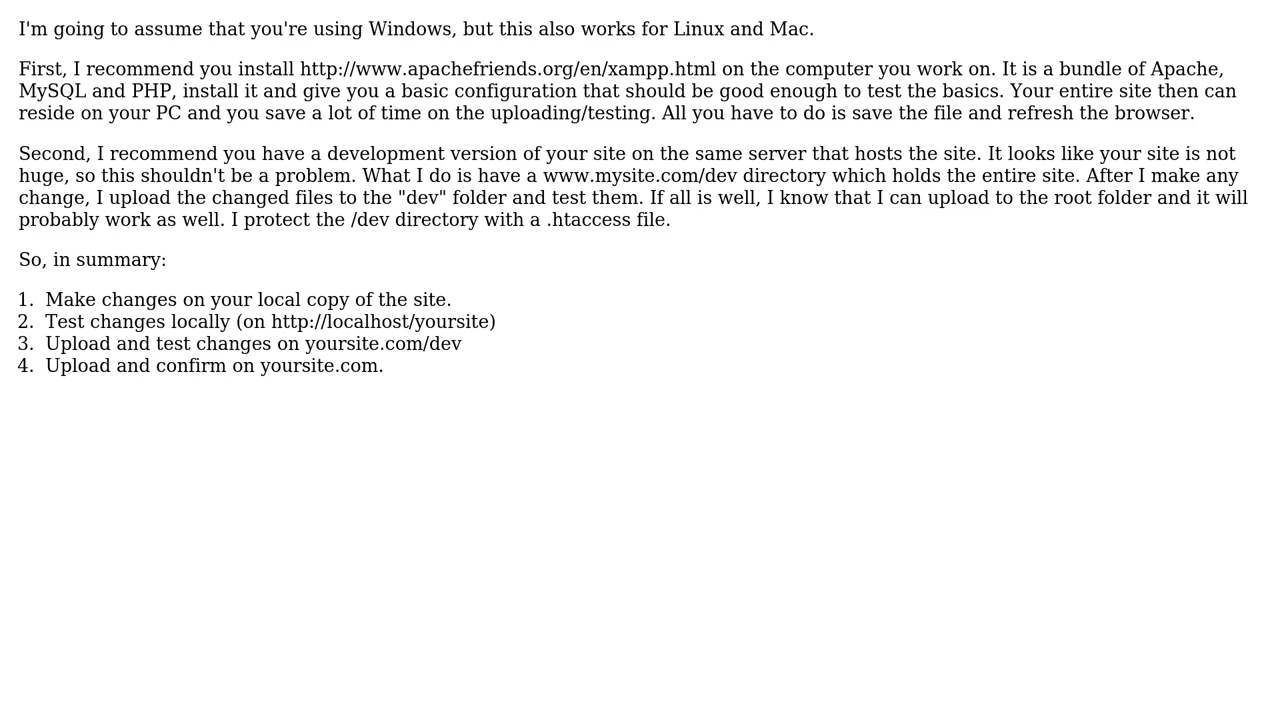 I'm going to assume that you're using Windows, but this also works for Linux and Mac.
First, I recommend you install http://www.apachefriends.org/en/xampp.html on the computer you work on. It is a bundle of Apache,
MySQL and PHP, install it and give you a basic configuration that should be good enough to test the basics. Your entire site then can
reside on your PC and you save a lot of time on the uploading/testing. All you have to do is save the file and refresh the browser.
Second, I recommend you have a development version of your site on the same server that hosts the site. It looks like your site is not
huge, so this shouldn't be a problem. What I do is have a www.mysite.com/dev directory which holds the entire site. After I make any
change, I upload the changed files to the "dev" folder and test them. If all is well, I know that I can upload to the root folder and it will
probably work as well. I protect the /dev directory with a .htaccess file.
So, in summary:
1. Make changes on your local copy of the site.
2. Test changes locally (on http://localhost/yoursite)
3. Upload and test changes on yoursite.com/dev
4. Upload and confirm on yoursite.com.